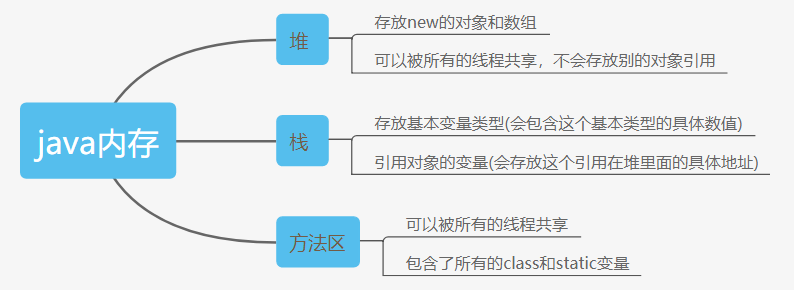 java内存
堆
存放new的对象和数组
可以被所有的线程共享，不会存放别的对象引用
栈
存放基本变量类型(会包含这个基本类型的具体数值)
引用对象的变量(会存放这个引用在堆里面的具体地址)
方法区
可以被所有的线程共享
包含了所有的class和static变量